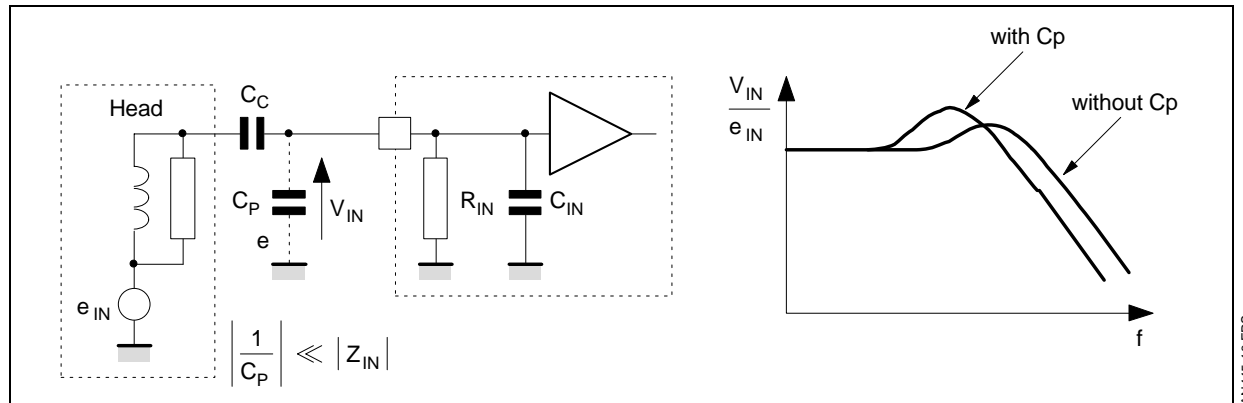 Head
C_C
e_IN
C_P
e
V_IN
R_IN
C_IN
|1/C_P| ≪ |Z_IN|
V_IN
e_IN
with Cp
without Cp
f